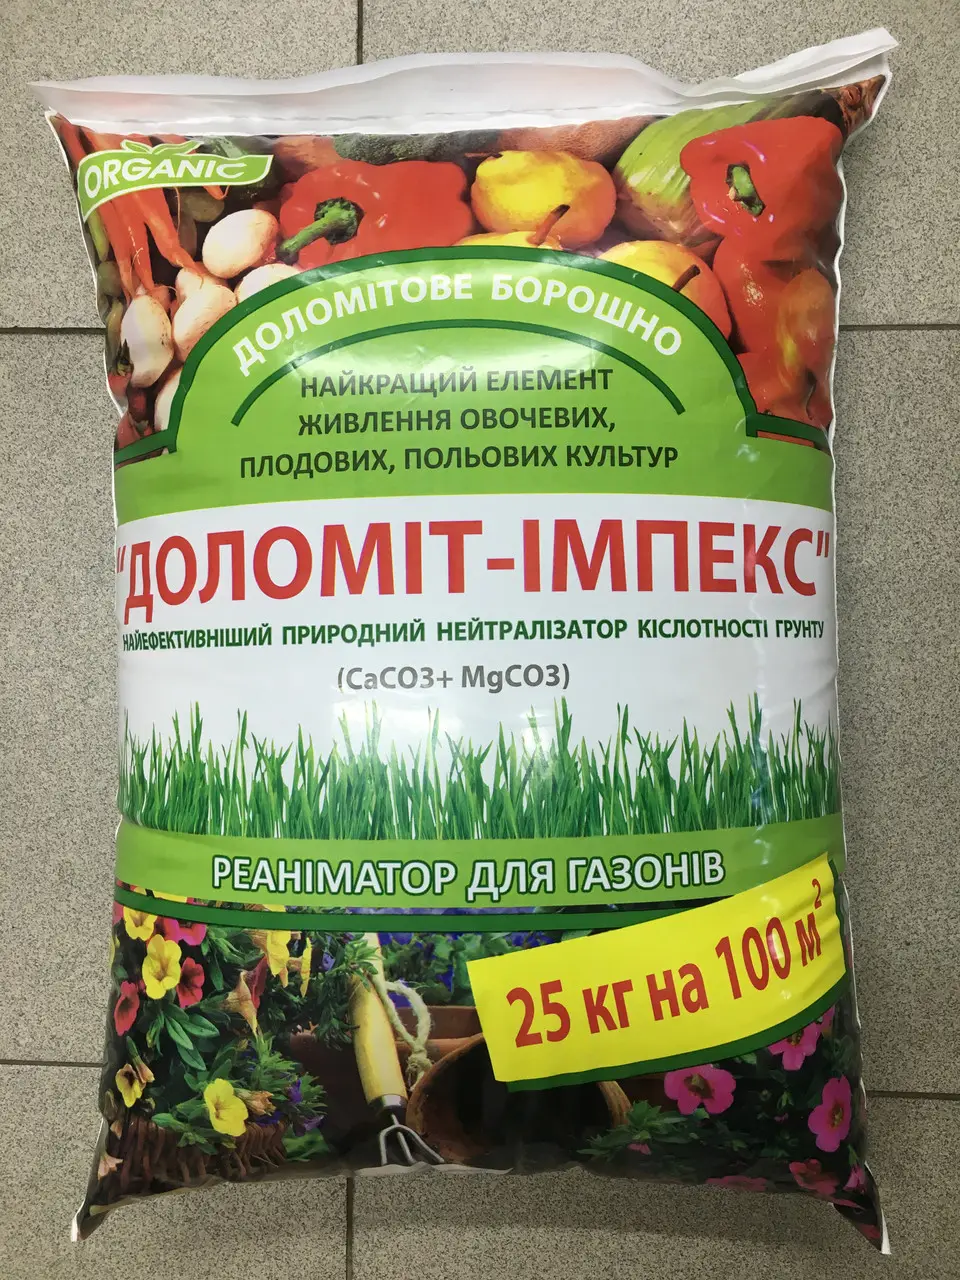 ORGANIC
ДОЛОМІТОВЕ БОРОШНО
НАЙКРАЩИЙ ЕЛЕМЕНТ
ЖИВЛЕННЯ ОВОЧЕВИХ,
ПЛОДОВИХ, ПОЛЬОВИХ КУЛЬТУР
"ДОЛОМІТ-ІМПЕКС"
НАЙЕФЕКТИВНІШИЙ ПРИРОДНИЙ НЕЙТРАЛІЗАТОР КІСЛОТНОСТІ ГРУНТУ
(CaCO3+ MgCO3)
РЕАНІМАТОР ДЛЯ ГАЗОНІВ
25 кг на 100 м²